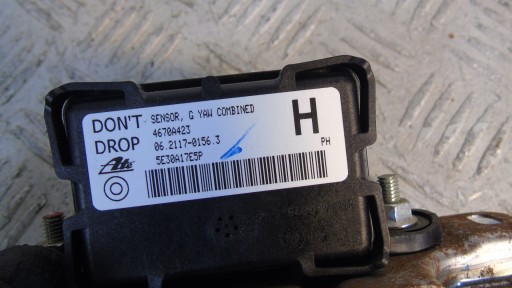 DON'T
DROP
SENSOR, G YAW COMBINED
4670A423
06.2117-0156.3
5E30A17E5P
H
PH
Ate